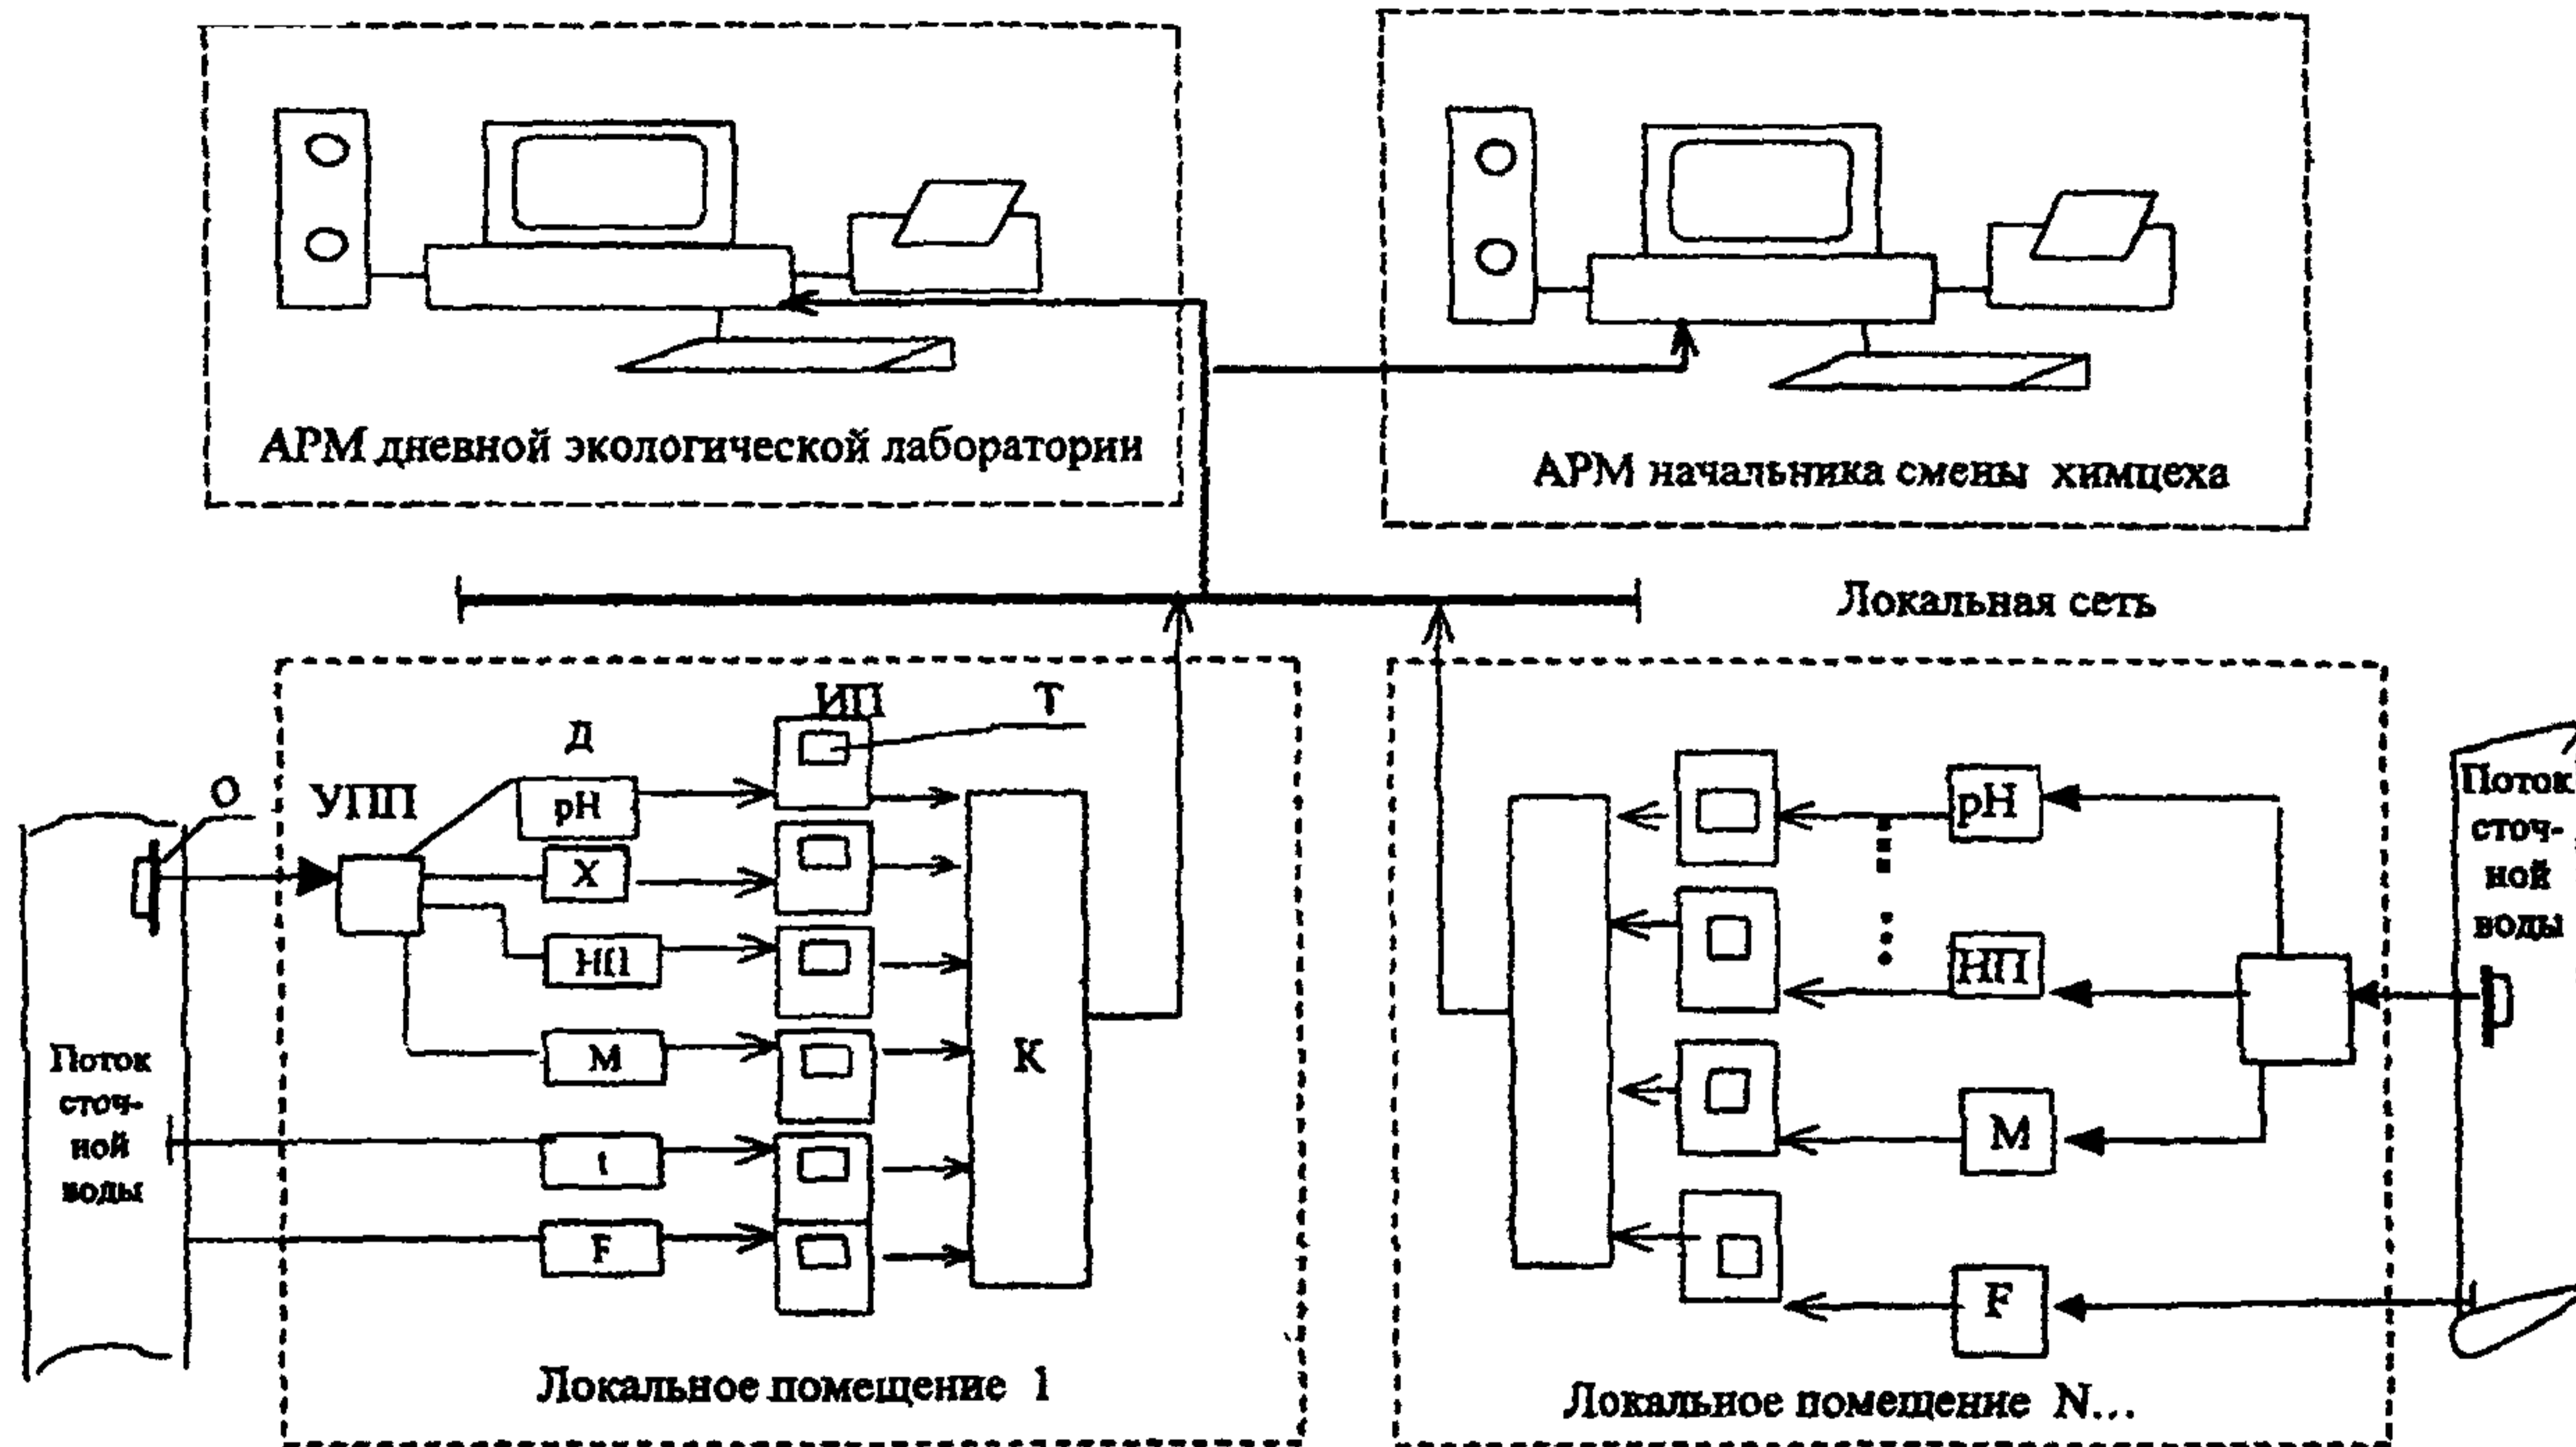 АРМ дневной экологической лаборатории
АРМ начальника смены химцеха
Локальная сеть
О
УПП
Д
ИП
Т
pH
Х
НП
М
t
F
К
Поток
сточ-
ной
воды
Локальное помещение 1
pH
НП
М
F
Поток
сточ-
ной
воды
Локальное помещение N...